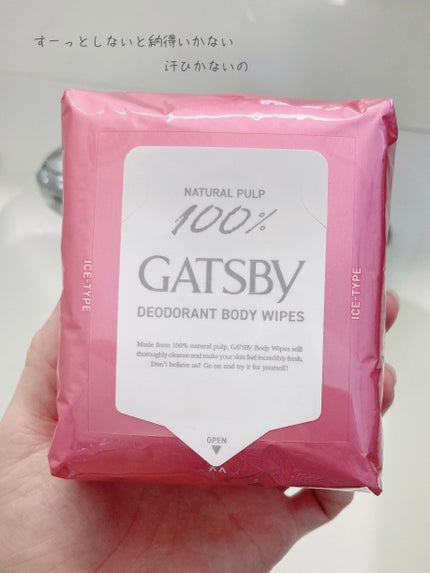 すーっとしないと納得いかない
汗ひかないの
NATURAL PULP
100%
GATSBY
DEODORANT BODY WIPES
Made from 100% natural pulp, GATSBY Body Wipes will
thoroughly cleanse and make your skin feel incredibly fresh.
Don't believe us? Go on and try it for yourself!
ICE-TYPE
ICE-TYPE
OPEN